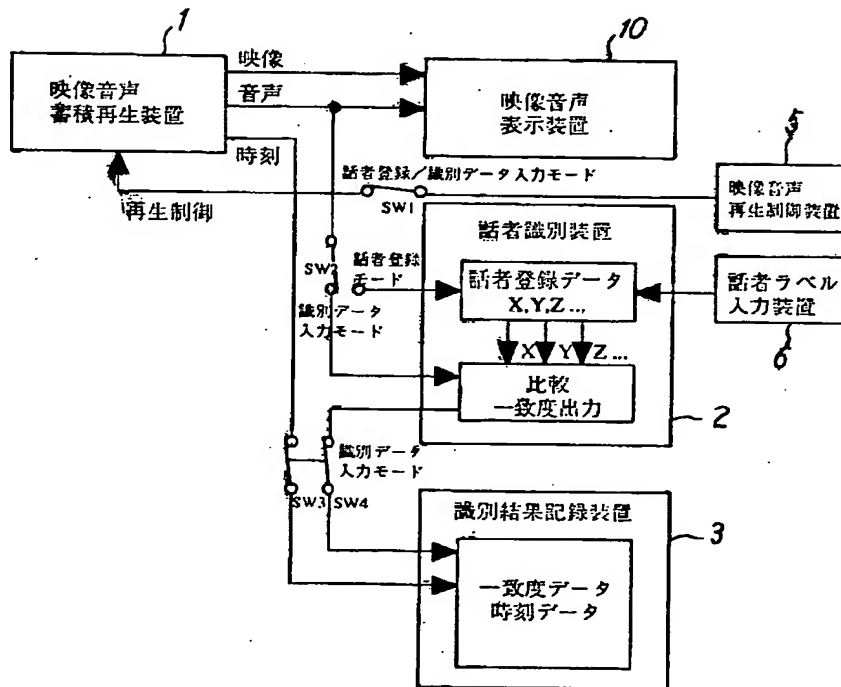 1
映像音声
蓄積再生装置
映像
音声
時刻
10
映像音声
表示装置
5
映像音声
再生制御装置
話者登録/識別データ入力モード
SW1
再生制御
話者識別装置
話者登録データ
X,Y,Z...
話者ラベル
入力装置
6
SW2
話者登録
モード
識別データ
入力モード
X Y Z...
比較
一致度出力
2
識別データ
入力モード
SW3 SW4
識別結果記録装置
3
一致度データ
時刻データ